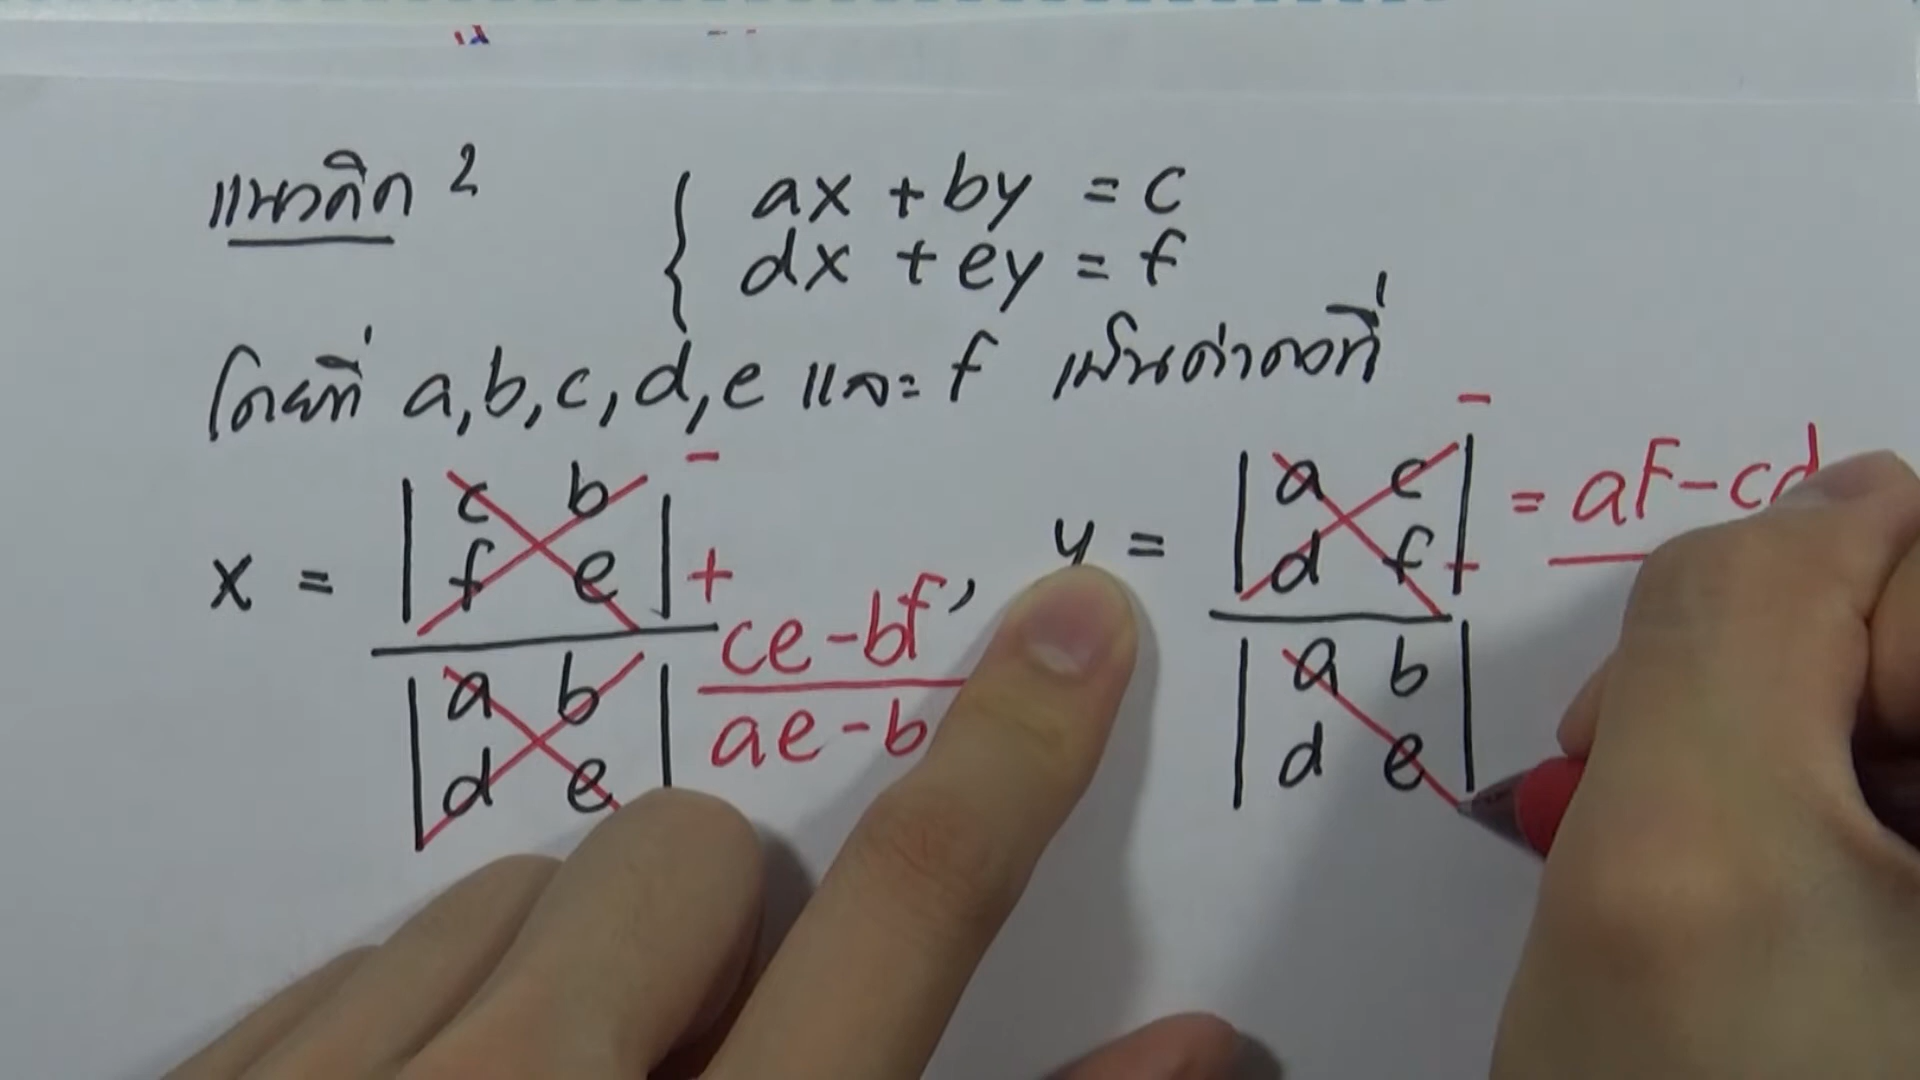 แนวคิด 2
ax + by = c
dx + ey = f
โดยที่ a, b, c, d, e และ f เป็นค่าคงที่
x = | c b | -
| f e | +
| a b |
| d e |
ce - bf
ae - b
,
y = | a c | -
| d f | +
| a b |
| d e |
= aF - cd